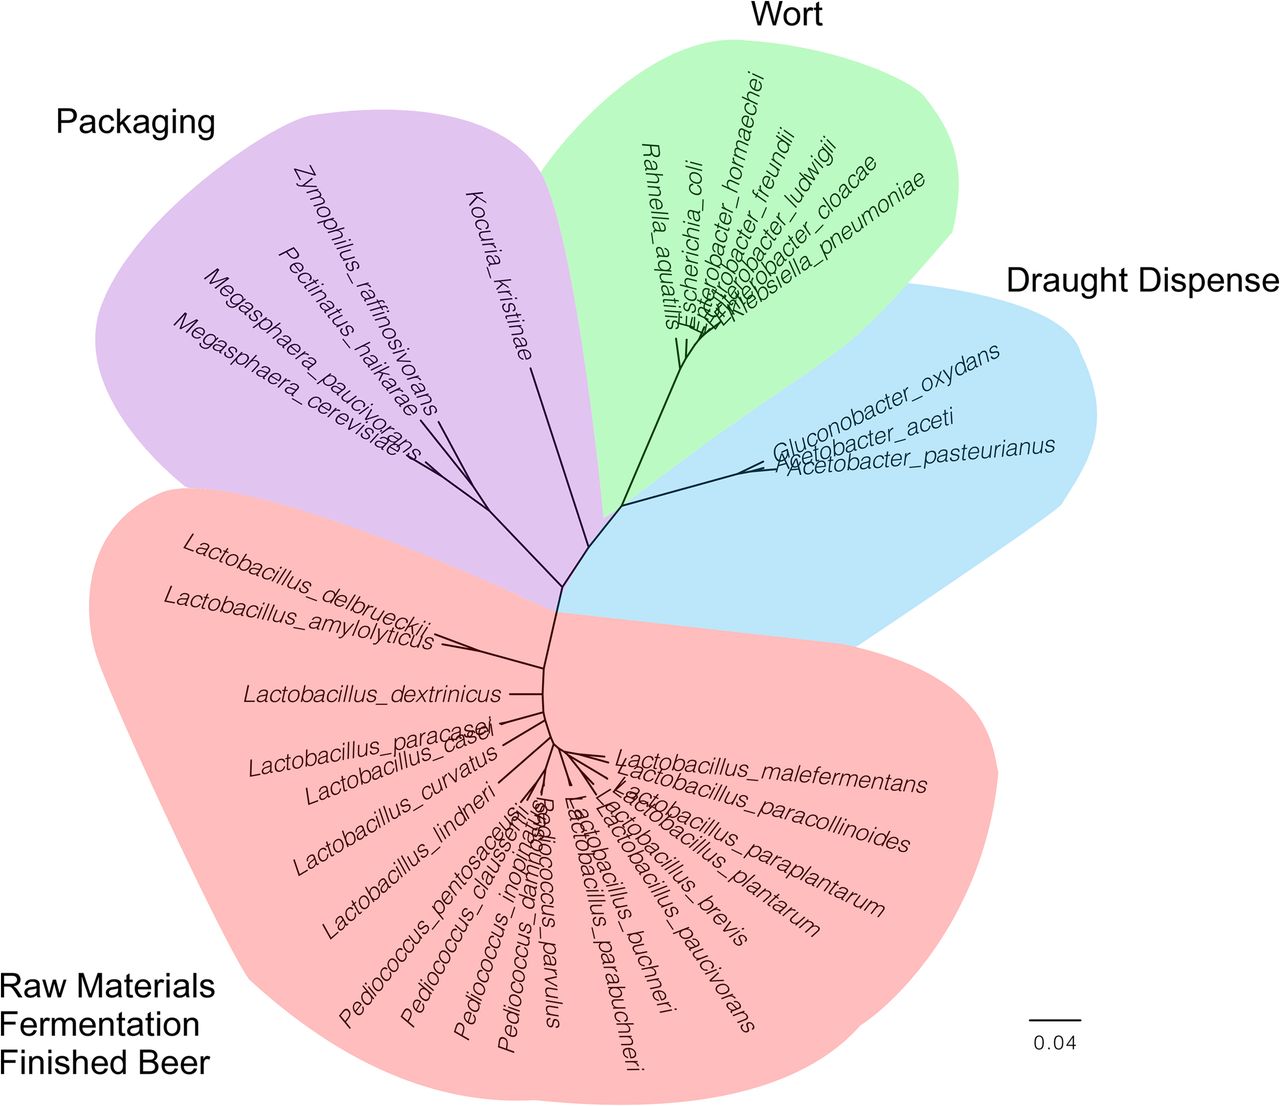 Wort
Packaging
Draught Dispense
Rahnella_aquatilis
Escherichia_coli
Enterobacter_hormaechei
Citrobacter_freundii
Enterobacter_ludwigii
Enterobacter_cloacae
Klebsiella_pneumoniae
Kocuria_kristinae
Zymophilus_raffinosivorans
Pectinatus_haikarae
Megasphaera_paucivorans
Megasphaera_cerevisiae
Gluconobacter_oxydans
Acetobacter_aceti
Acetobacter_pasteurianus
Lactobacillus_delbrueckii
Lactobacillus_amylolyticus
Lactobacillus_dextrinicus
Lactobacillus_paracasei
Lactobacillus_casei
Lactobacillus_curvatus
Lactobacillus_lindneri
Pediococcus_pentosaceus
Pediococcus_claussenii
Pediococcus_inopinatus
Pediococcus_damnosus
Pediococcus_parvulus
Lactobacillus_parabuchneri
Lactobacillus_buchneri
Lactobacillus_paucivorans
Lactobacillus_brevis
Lactobacillus_plantarum
Lactobacillus_paraplantarum
Lactobacillus_paracollinoides
Lactobacillus_malefermentans
Raw Materials
Fermentation
Finished Beer
0.04